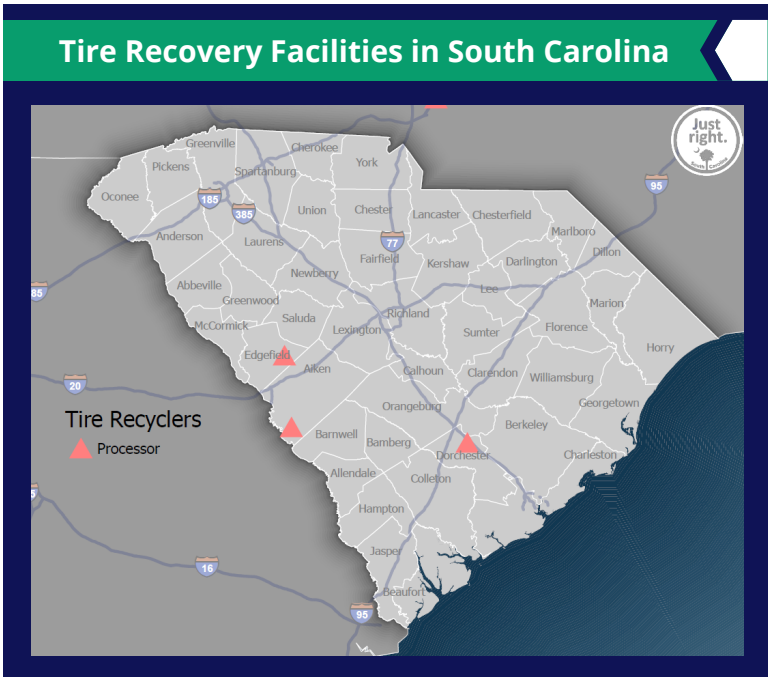 Tire Recovery Facilities in South Carolina
Just
right.
South Carolina
Greenville
Cherokee
Pickens
Spartanburg
York
Oconee
95
185
385
Union
Chester
Lancaster
Chesterfield
Anderson
Laurens
77
Marlboro
Dillon
Fairfield
Kershaw
Darlington
Newberry
Abbeville
85
Lee
Greenwood
Marion
Saluda
Richland
McCormick
Lexington
Sumter
Florence
Horry
Edgefield
Aiken
Calhoun
Clarendon
Williamsburg
20
Orangeburg
Georgetown
Tire Recyclers
Berkeley
Barnwell
Bamberg
Processor
Dorchester
Charleston
Allendale
Colleton
5
Hampton
Jasper
16
Beaufort
95